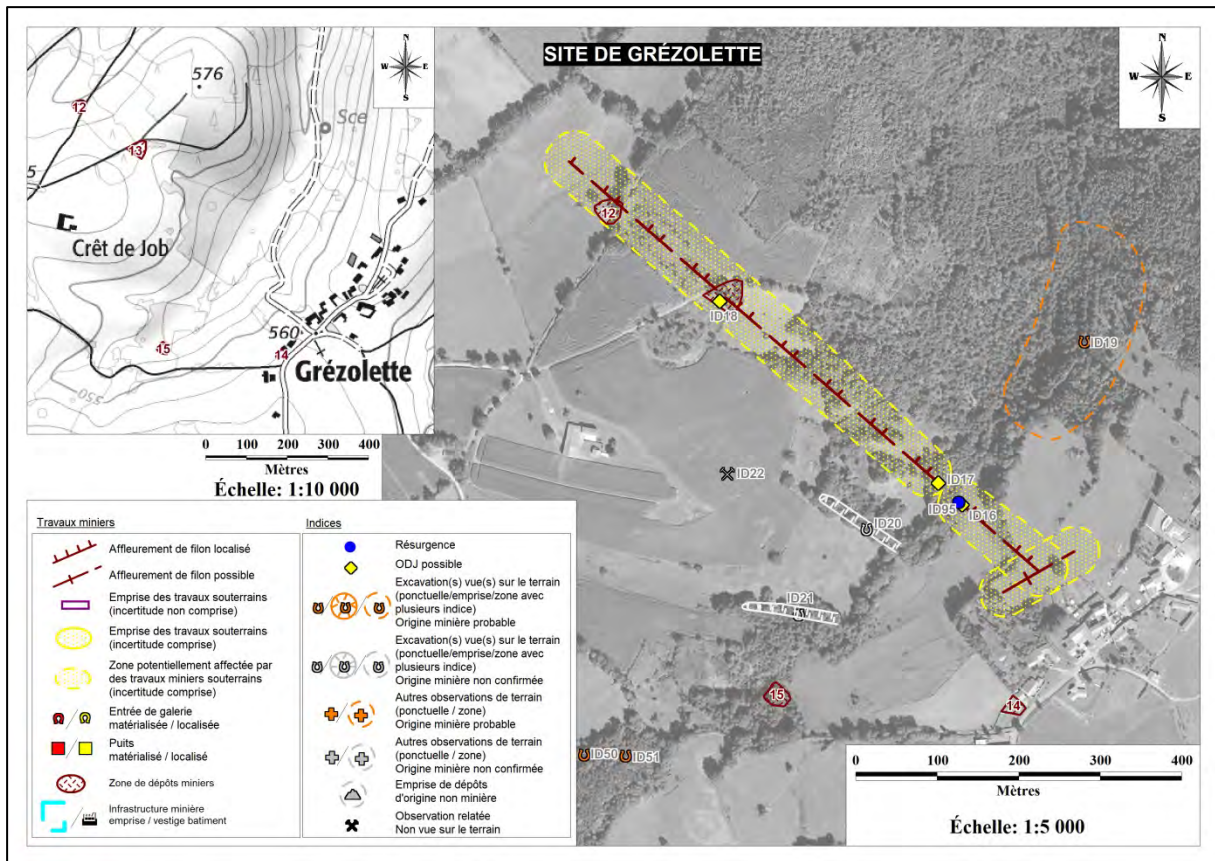 SITE DE GRÉZOLETTE
N
W E
S
576
12
13
Sce
5
Crêt de Job
560
15
14
Grézolette
550
0 100 200 300 400
Mètres
Échelle: 1:10 000
N
W E
S
12
ID18
ID19
ID17
ID95
ID16
ID22
ID20
ID21
15
14
ID50
ID51
0 100 200 300 400
Mètres
Échelle: 1:5 000
Travaux miniers
Affleurement de filon localisé
Affleurement de filon possible
Emprise des travaux souterrains
(incertitude non comprise)
Emprise des travaux souterrains
(incertitude comprise)
Zone potentiellement affectée par
des travaux miniers souterrains
(incertitude comprise)
Entrée de galerie
matérialisée / localisée
Puits
matérialisé / localisé
Zone de dépôts miniers
Infrastructure minière
emprise / vestige batiment
Indices
Résurgence
ODJ possible
Excavation(s) vue(s) sur le terrain
(ponctuelle/emprise/zone avec
plusieurs indice)
Origine minière probable
Excavation(s) vue(s) sur le terrain
(ponctuelle/emprise/zone avec
plusieurs indice)
Origine minière non confirmée
Autres observations de terrain
(ponctuelle / zone)
Origine minière probable
Autres observations de terrain
(ponctuelle / zone)
Origine minière non confirmée
Emprise de dépôts
d'origine non minière
Observation relatée
Non vue sur le terrain